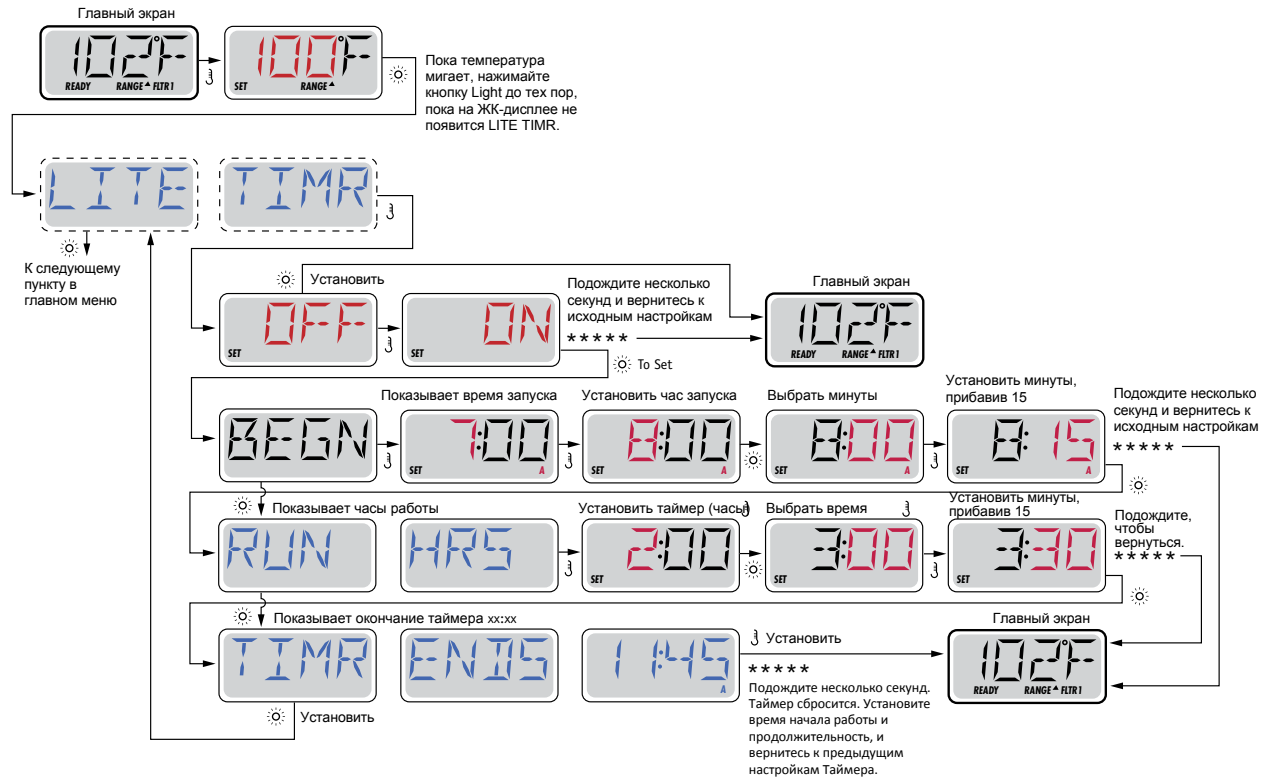 Главный экран
102°F
READY RANGE FLTR1
100°F
SET RANGE
Пока температура
мигает, нажимайте
кнопку Light до тех пор,
пока на ЖК-дисплее не
появится LITE TIMR.
LITE TIMR
К следующему
пункту в
главном меню
Установить
OFF
SET
ON
SET
Подождите несколько
секунд и вернитесь к
исходным настройкам
*****
To Set
Главный экран
102°F
READY RANGE FLTR1
BEGN
Показывает время запуска
7:00
SET A
Установить час запуска
8:00
SET A
Выбрать минуты
8:00
SET A
Установить минуты,
прибавив 15
8:15
SET A
Подождите несколько
секунд и вернитесь к
исходным настройкам
*****
Показывает часы работы
RUN HRS
Установить таймер (часы)
2:00
SET
Выбрать время
3:00
SET
Установить минуты,
прибавив 15
3:30
SET
Подождите,
чтобы
вернуться.
*****
Показывает окончание таймера xx:xx
TIMR ENDS 11:45
A
Установить
Установить
*****
Подождите несколько секунд.
Таймер сбросится. Установите
время начала работы и
продолжительность, и
вернитесь к предыдущим
настройкам Таймера.
Главный экран
102°F
READY RANGE FLTR1